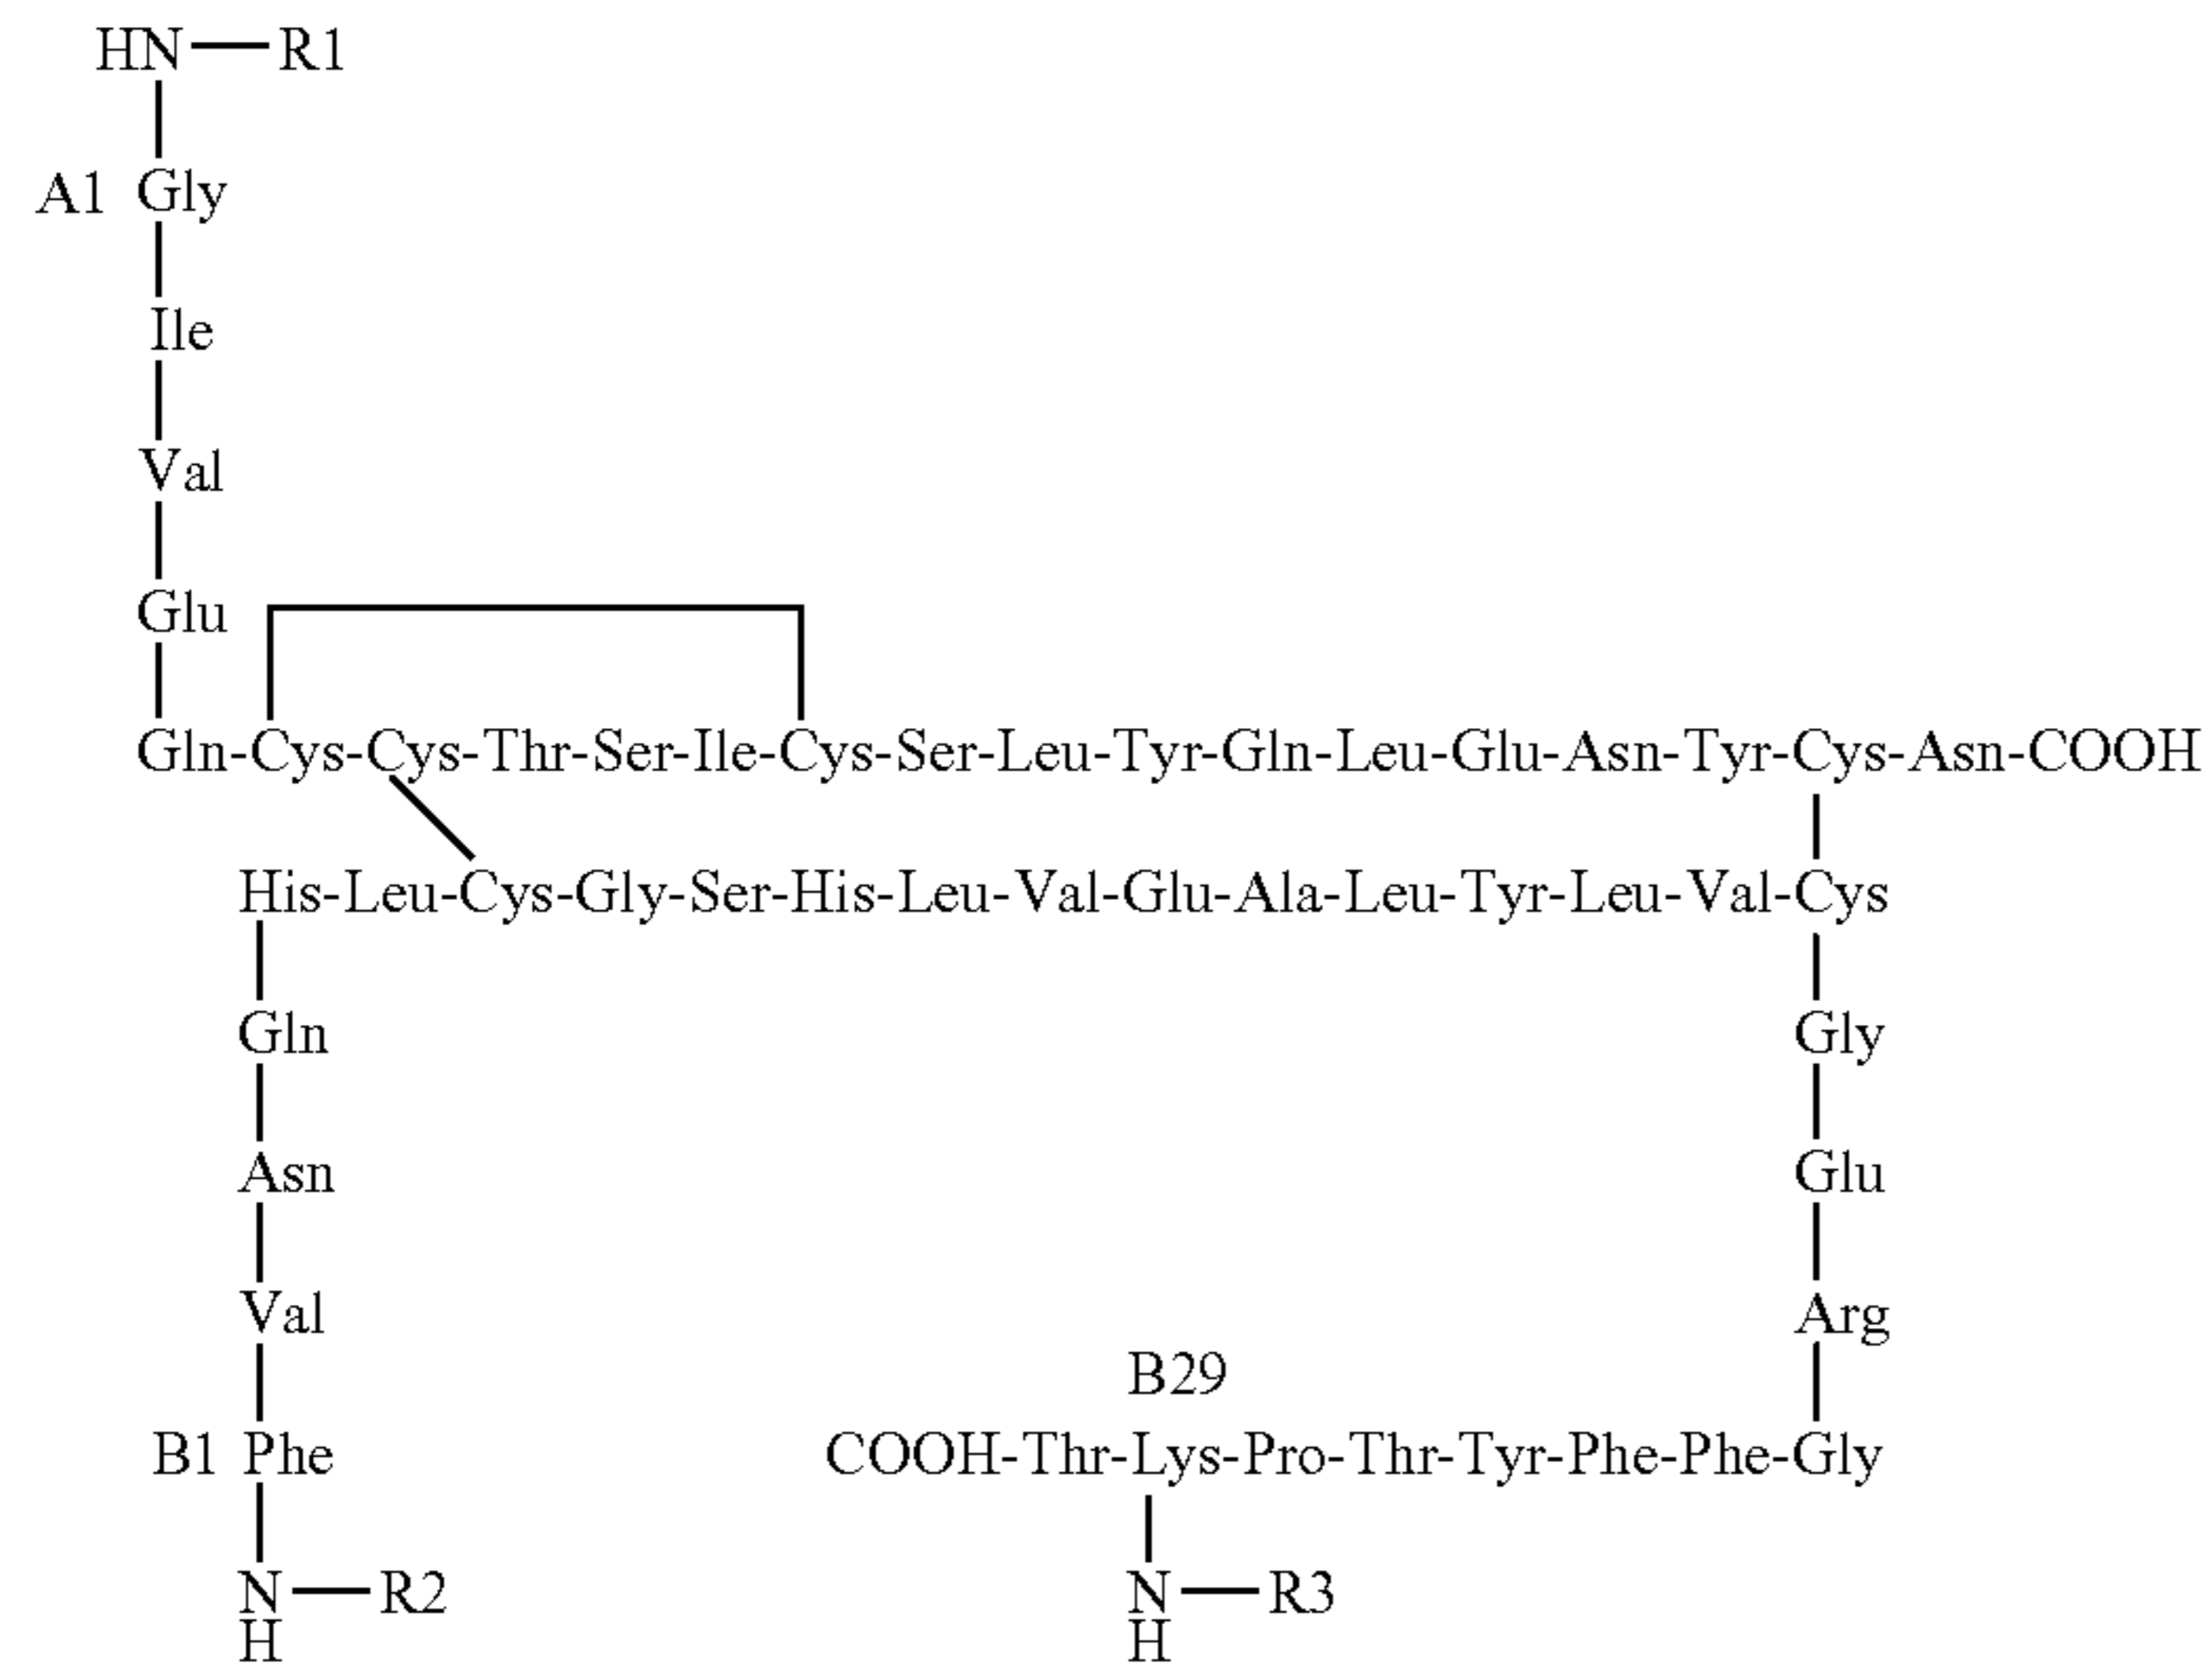 HN—R1
A1 Gly
Ile
Val
Glu
Gln-Cys-Cys-Thr-Ser-Ile-Cys-Ser-Leu-Tyr-Gln-Leu-Glu-Asn-Tyr-Cys-Asn-COOH
His-Leu-Cys-Gly-Ser-His-Leu-Val-Glu-Ala-Leu-Tyr-Leu-Val-Cys
Gln Gly
Asn Glu
Val Arg
B29
B1 Phe COOH-Thr-Lys-Pro-Thr-Tyr-Phe-Phe-Gly
N—R2 N—R3
H H